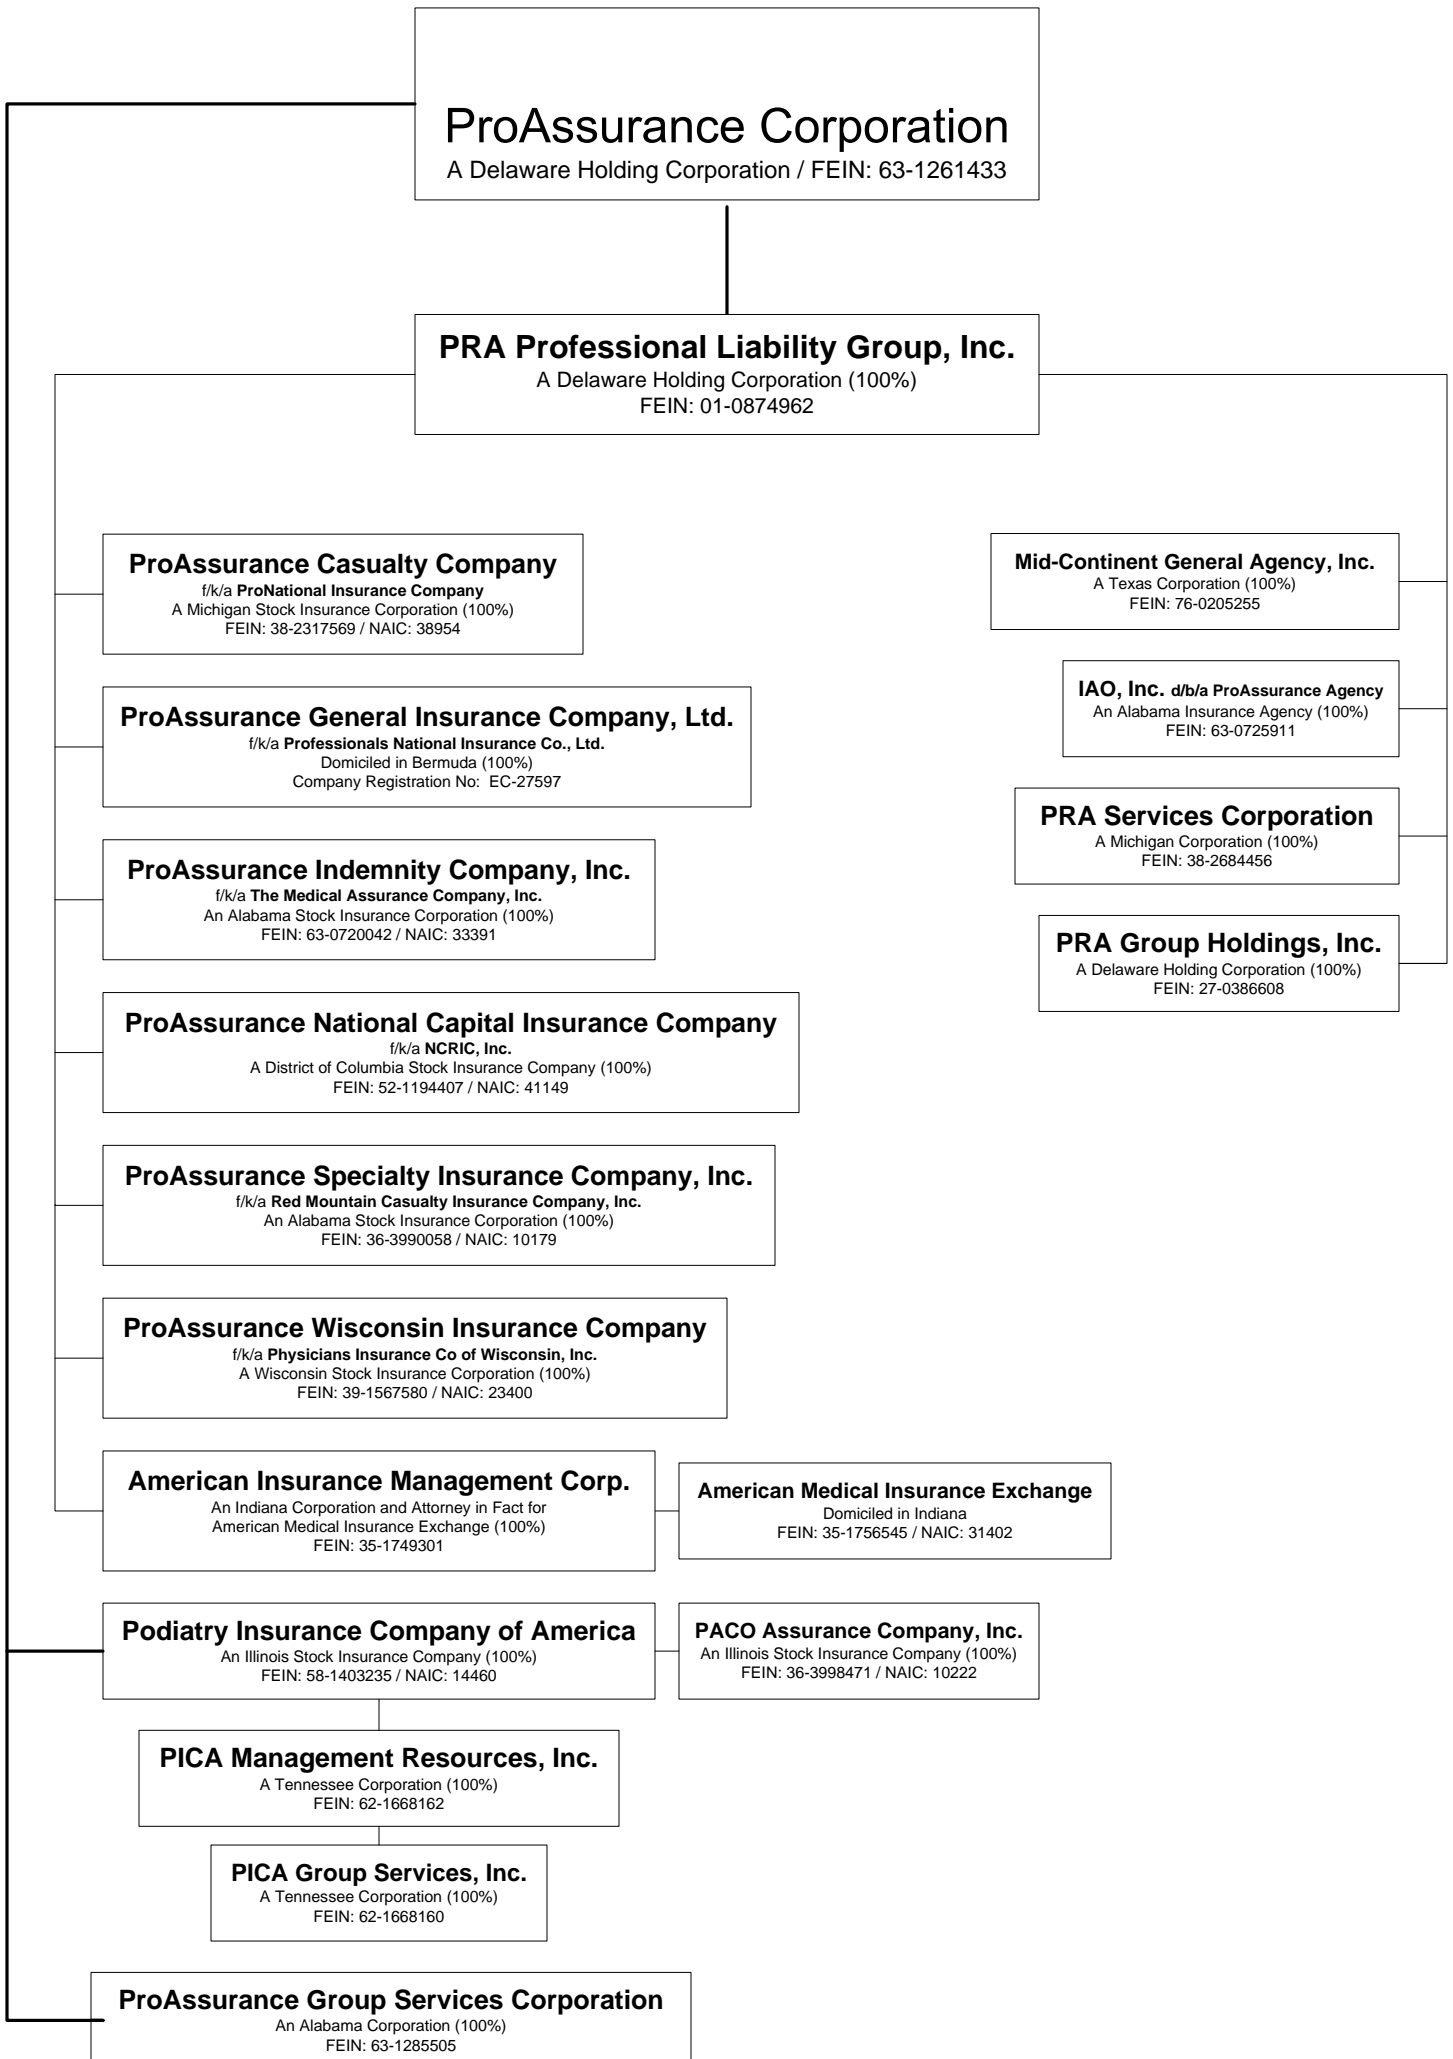 ProAssurance Corporation
A Delaware Holding Corporation / FEIN: 63-1261433
PRA Professional Liability Group, Inc.
A Delaware Holding Corporation (100%)
FEIN: 01-0874962
ProAssurance Casualty Company
f/k/a ProNational Insurance Company
A Michigan Stock Insurance Corporation (100%)
FEIN: 38-2317569 / NAIC: 38954
ProAssurance General Insurance Company, Ltd.
f/k/a Professionals National Insurance Co., Ltd.
Domiciled in Bermuda (100%)
Company Registration No:  EC-27597
ProAssurance Indemnity Company, Inc.
f/k/a The Medical Assurance Company, Inc.
An Alabama Stock Insurance Corporation (100%)
FEIN: 63-0720042 / NAIC: 33391
ProAssurance National Capital Insurance Company
f/k/a NCRIC, Inc.
A District of Columbia Stock Insurance Company (100%)
FEIN: 52-1194407 / NAIC: 41149
ProAssurance Specialty Insurance Company, Inc.
f/k/a Red Mountain Casualty Insurance Company, Inc.
An Alabama Stock Insurance Corporation (100%)
FEIN: 36-3990058 / NAIC: 10179
ProAssurance Wisconsin Insurance Company
f/k/a Physicians Insurance Co of Wisconsin, Inc.
A Wisconsin Stock Insurance Corporation (100%)
FEIN: 39-1567580 / NAIC: 23400
American Insurance Management Corp.
An Indiana Corporation and Attorney in Fact for
American Medical Insurance Exchange (100%)
FEIN: 35-1749301
American Medical Insurance Exchange
Domiciled in Indiana
FEIN: 35-1756545 / NAIC: 31402
Podiatry Insurance Company of America
An Illinois Stock Insurance Company (100%)
FEIN: 58-1403235 / NAIC: 14460
PACO Assurance Company, Inc.
An Illinois Stock Insurance Company (100%)
FEIN: 36-3998471 / NAIC: 10222
PICA Management Resources, Inc.
A Tennessee Corporation (100%)
FEIN: 62-1668162
PICA Group Services, Inc.
A Tennessee Corporation (100%)
FEIN: 62-1668160
ProAssurance Group Services Corporation
An Alabama Corporation (100%)
FEIN: 63-1285505
Mid-Continent General Agency, Inc.
A Texas Corporation (100%)
FEIN: 76-0205255
IAO, Inc. d/b/a ProAssurance Agency
An Alabama Insurance Agency (100%)
FEIN: 63-0725911
PRA Services Corporation
A Michigan Corporation (100%)
FEIN: 38-2684456
PRA Group Holdings, Inc.
A Delaware Holding Corporation (100%)
FEIN: 27-0386608